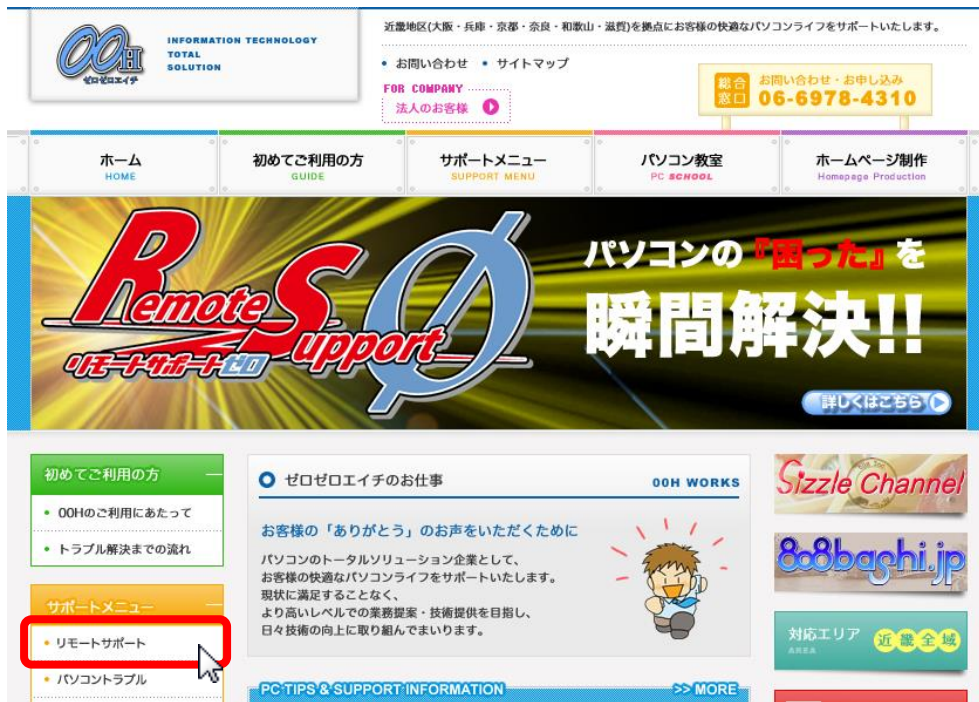 近畿地区(大阪・兵庫・京都・奈良・和歌山・滋賀)を拠点にお客様の快適なパソコンライフをサポートいたします。
00H
ゼロゼロエイチ
INFORMATION TECHNOLOGY
TOTAL
SOLUTION
• お問い合わせ • サイトマップ
FOR COMPANY
法人のお客様
総合窓口 お問い合わせ・お申し込み
06-6978-4310
ホーム
HOME
初めてご利用の方
GUIDE
サポートメニュー
SUPPORT MENU
パソコン教室
PC SCHOOL
ホームページ制作
Homepage Production
Remote Support 0
リモートサポートゼロ
パソコンの『困った』を
瞬間解決!!
詳しくはこちら
初めてご利用の方
• 00Hのご利用にあたって
• トラブル解決までの流れ
サポートメニュー
• リモートサポート
• パソコントラブル
ゼロゼロエイチのお仕事
00H WORKS
お客様の「ありがとう」のお声をいただくために
パソコンのトータルソリューション企業として、
お客様の快適なパソコンライフをサポートいたします。
現状に満足することなく、
より高いレベルでの業務提案・技術提供を目指し、
日々技術の向上に取り組んでまいります。
PC TIPS & SUPPORT INFORMATION
>> MORE
Sizzle Channel
808bashi.jp
対応エリア
AREA
近畿全域